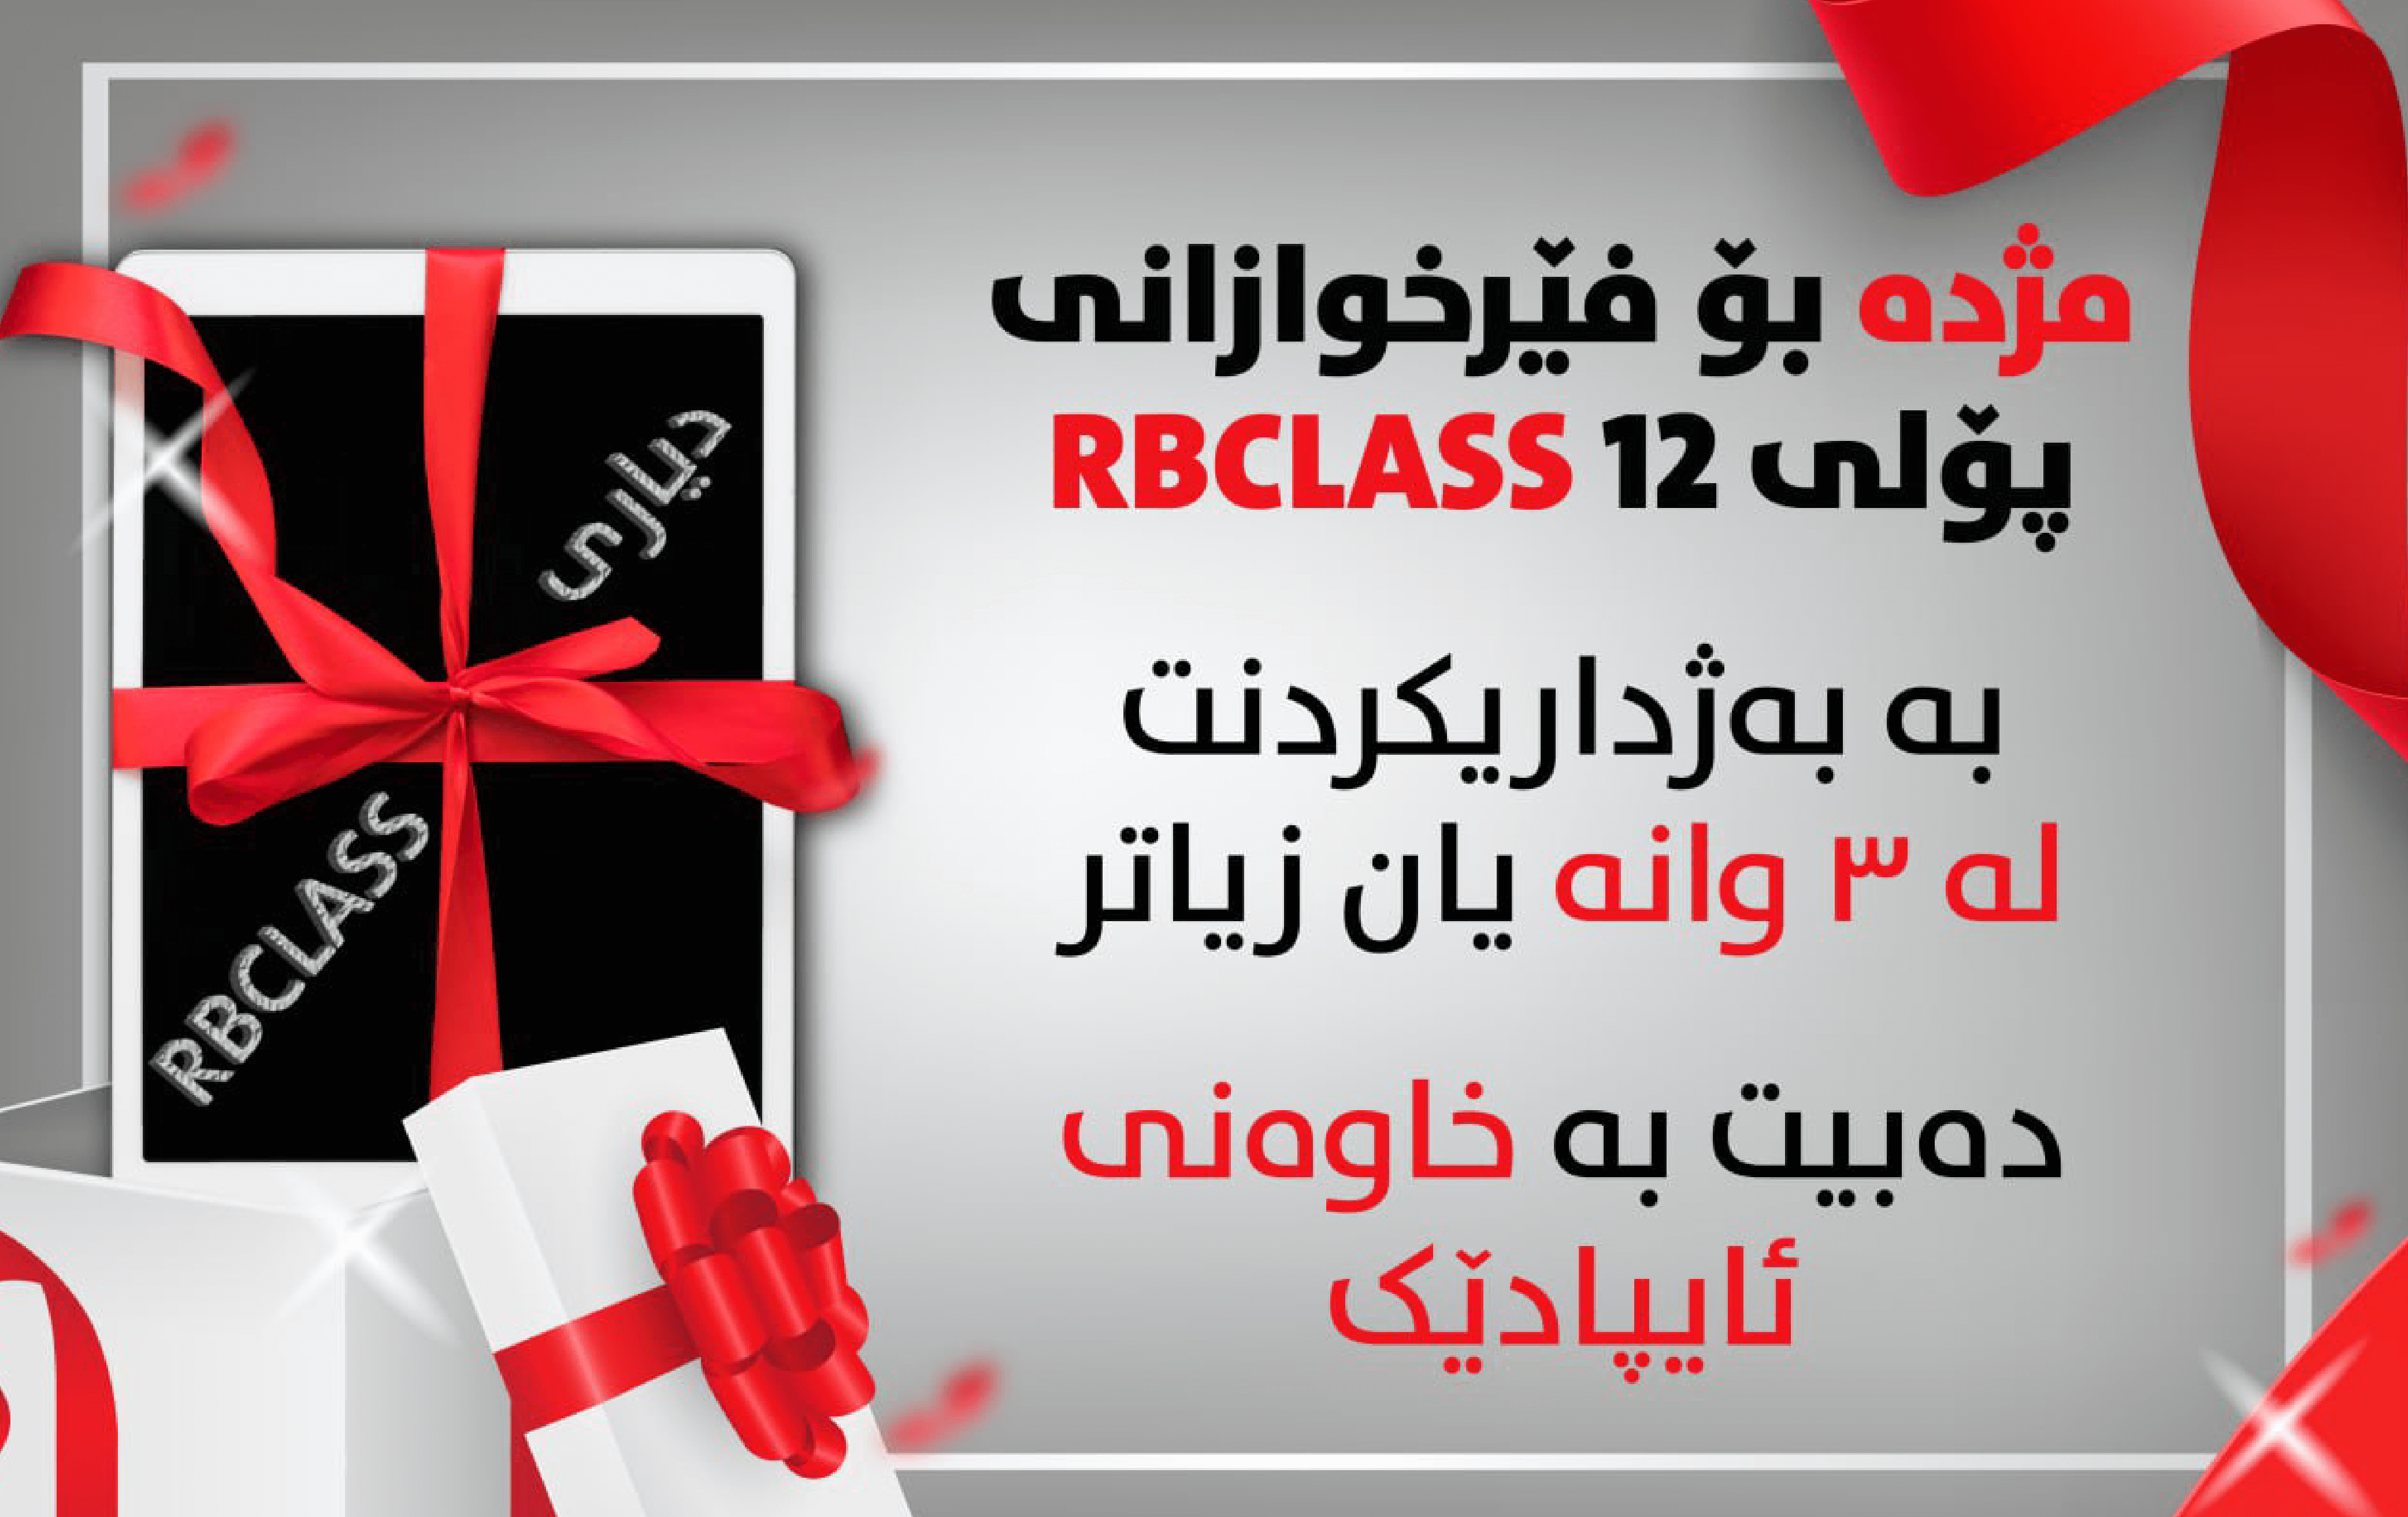 مژدە بۆ فێرخوازانی
پۆلی 12 RBCLASS
بە بەژداریکردنت
لە ٣ وانە یان زیاتر
دەبیت بە خاوەنی
ئایپادێک
دیاری
RBCLASS